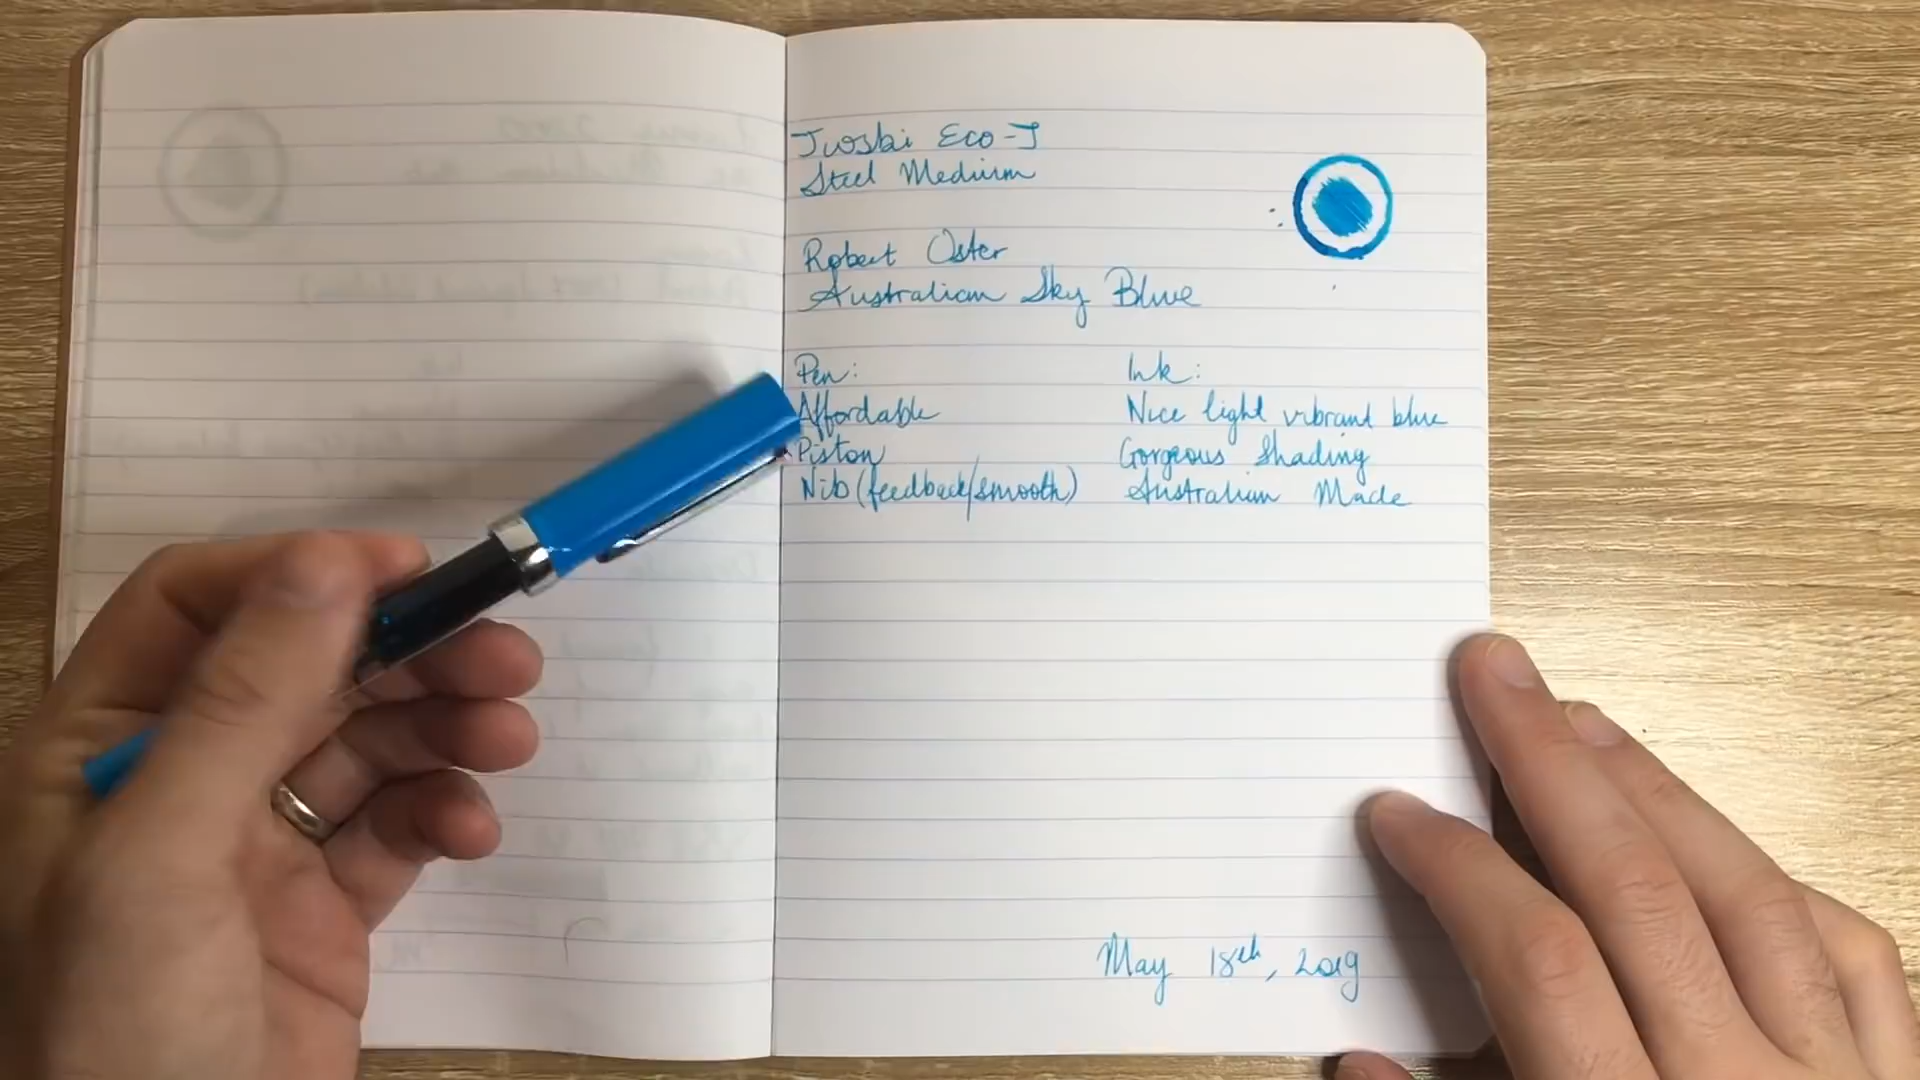 Twsbi Eco-T
Steel Medium
Robert Oster
Australian Sky Blue
Pen:
Affordable
Piston
Nib (feedback/smooth)
Ink:
Nice light vibrant blue
Gorgeous Shading
Australian Made
May 18th, 2019